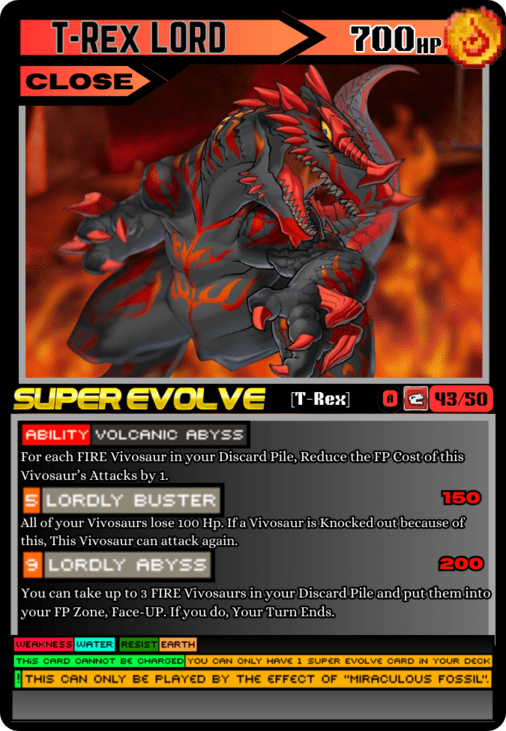 T-REX LORD
700HP
CLOSE
SUPER EVOLVE [T-Rex] A 43/50
ABILITY VOLCANIC ABYSS
For each FIRE Vivosaur in your Discard Pile, Reduce the FP Cost of this
Vivosaur's Attacks by 1.
5 LORDLY BUSTER 150
All of your Vivosaurs lose 100 Hp. If a Vivosaur is Knocked out because of
this, This Vivosaur can attack again.
9 LORDLY ABYSS 200
You can take up to 3 FIRE Vivosaurs in your Discard Pile and put them into
your FP Zone, Face-UP. If you do, Your Turn Ends.
WEAKNESS WATER RESIST EARTH
THIS CARD CANNOT BE CHARGED YOU CAN ONLY HAVE 1 SUPER EVOLVE CARD IN YOUR DECK
! THIS CAN ONLY BE PLAYED BY THE EFFECT OF "MIRACULOUS FOSSIL".